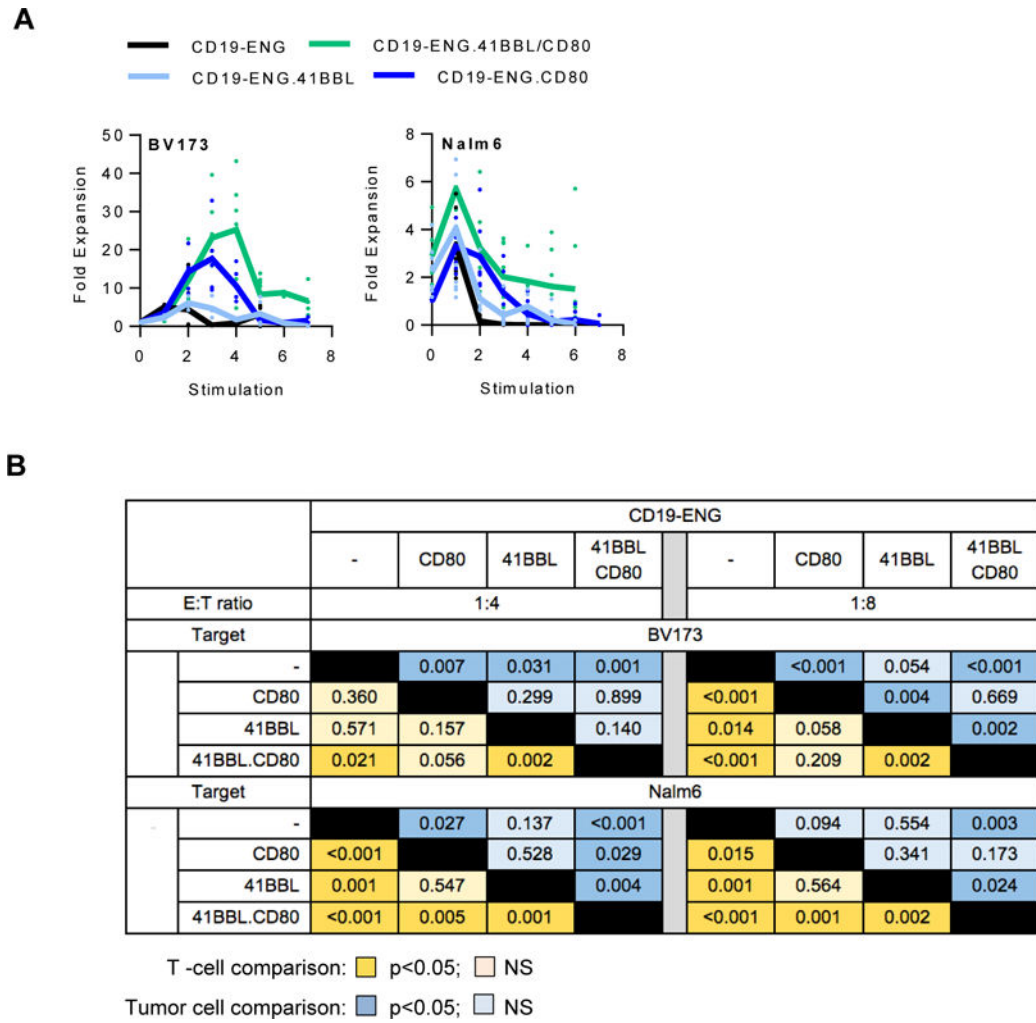 A
CD19-ENG CD19-ENG.41BBL/CD80
CD19-ENG.41BBL CD19-ENG.CD80
BV173
Fold Expansion
50
40
30
20
10
0
0 2 4 6 8
Stimulation
Nalm6
Fold Expansion
8
6
4
2
0
0 2 4 6 8
Stimulation
B
CD19-ENG
- CD80 41BBL 41BBL CD80 - CD80 41BBL 41BBL CD80
E:T ratio 1:4 1:8
Target BV173
- 0.007 0.031 0.001 <0.001 0.054 <0.001
CD80 0.360 0.299 0.899 <0.001 0.004 0.669
41BBL 0.571 0.157 0.140 0.014 0.058 0.002
41BBL.CD80 0.021 0.056 0.002 <0.001 0.209 0.002
Target Nalm6
- 0.027 0.137 <0.001 0.094 0.554 0.003
CD80 <0.001 0.528 0.029 0.015 0.341 0.173
41BBL 0.001 0.547 0.004 0.001 0.564 0.024
41BBL.CD80 <0.001 0.005 0.001 <0.001 0.001 0.002
T -cell comparison: p<0.05; NS
Tumor cell comparison: p<0.05; NS